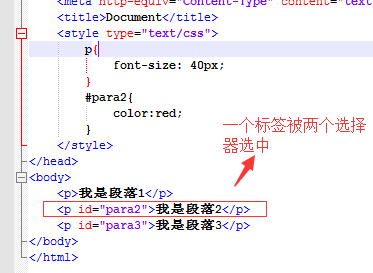 <meta http-equiv="Content-Type" content="text
<title>Document</title>
<style type="text/css">
p{
font-size: 40px;
}
#para2{
color:red;
}
</style>
</head>
<body>
<p>我是段落1</p>
<p id="para2">我是段落2</p>
<p id="para3">我是段落3</p>
</body>
</html>
一个标签被两个选择
器选中